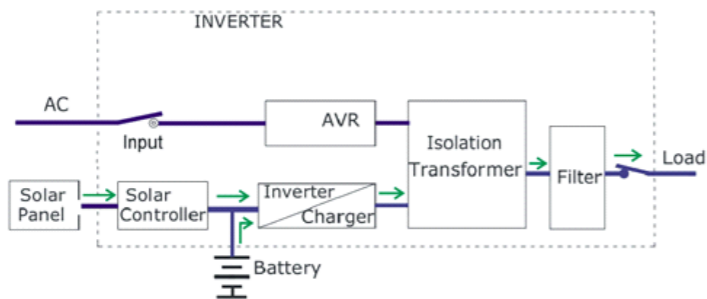 INVERTER
AC
Input
AVR
Isolation
Transformer
Filter
Load
Solar
Panel
Solar
Controller
Inverter
Charger
Battery